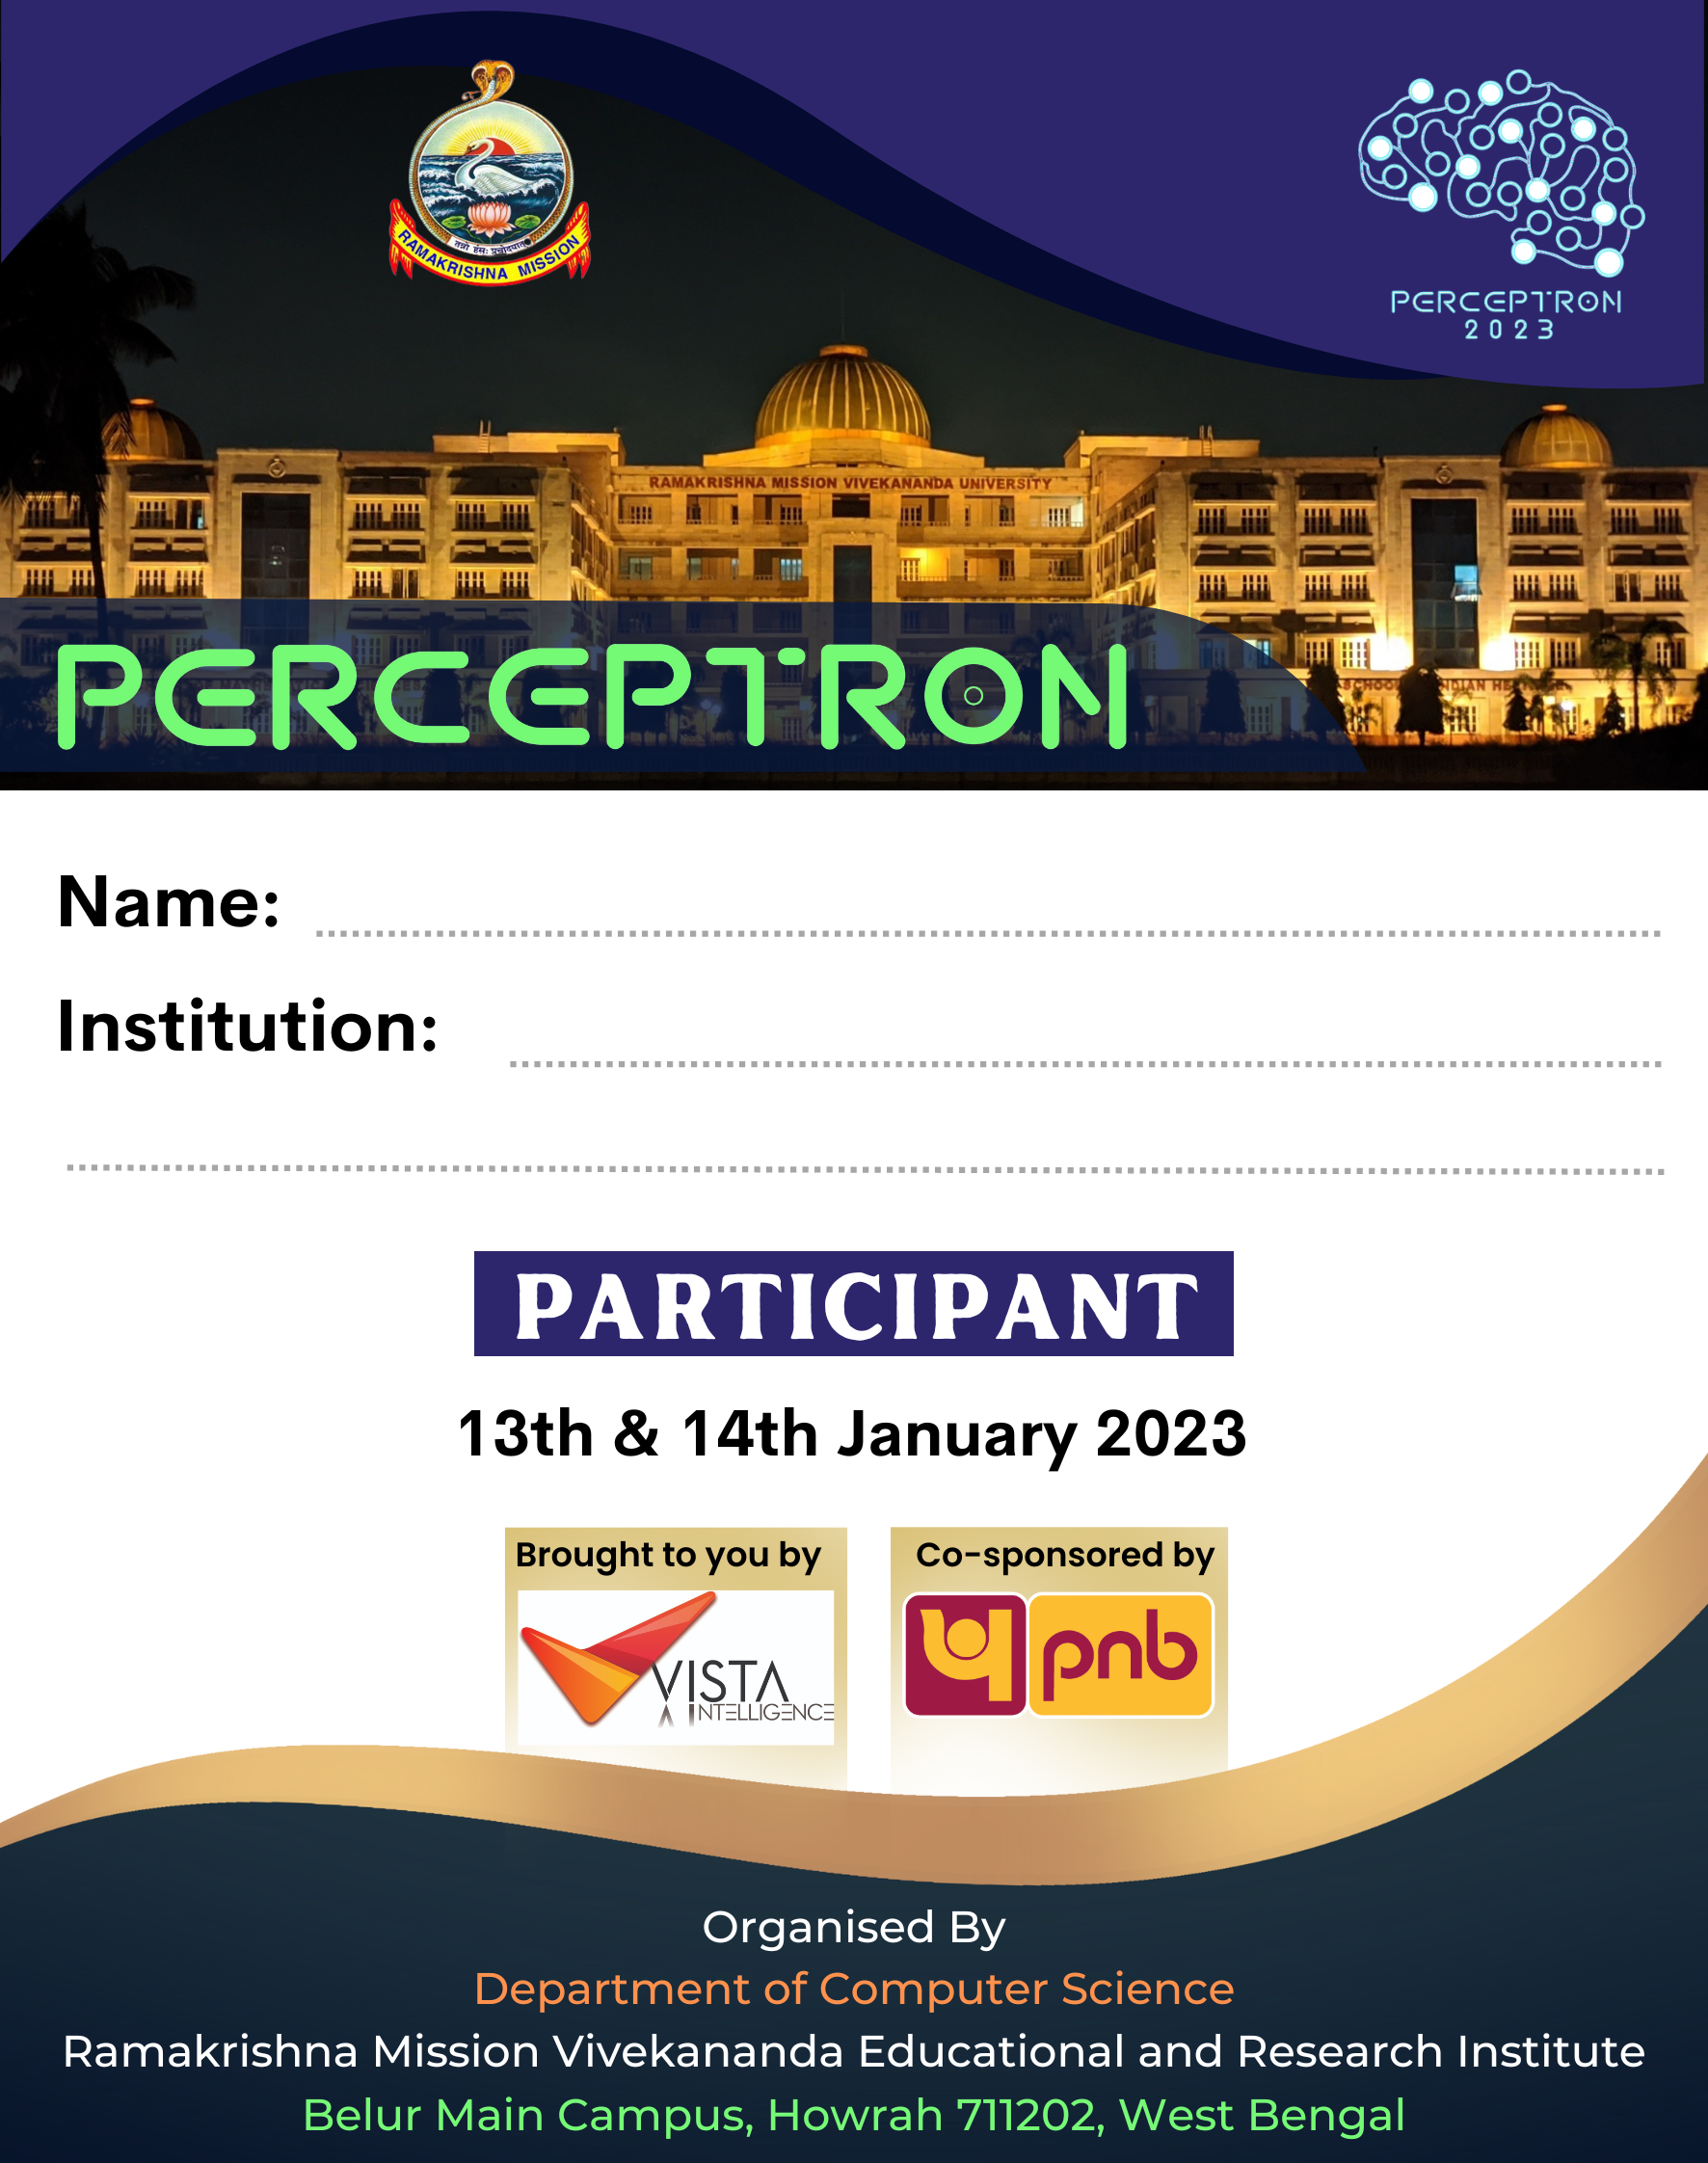 तन्नो हंसः प्रचोदयात्
RAMAKRISHNA MISSION
PERCEPTRON
2023
RAMAKRISHNA MISSION VIVEKANANDA UNIVERSITY
SCHOOL
PERCEPTRON
Name:
Institution:
PARTICIPANT
13th & 14th January 2023
Brought to you by
VISTA
INTELLIGENCE
Co-sponsored by
pnb
Organised By
Department of Computer Science
Ramakrishna Mission Vivekananda Educational and Research Institute
Belur Main Campus, Howrah 711202, West Bengal